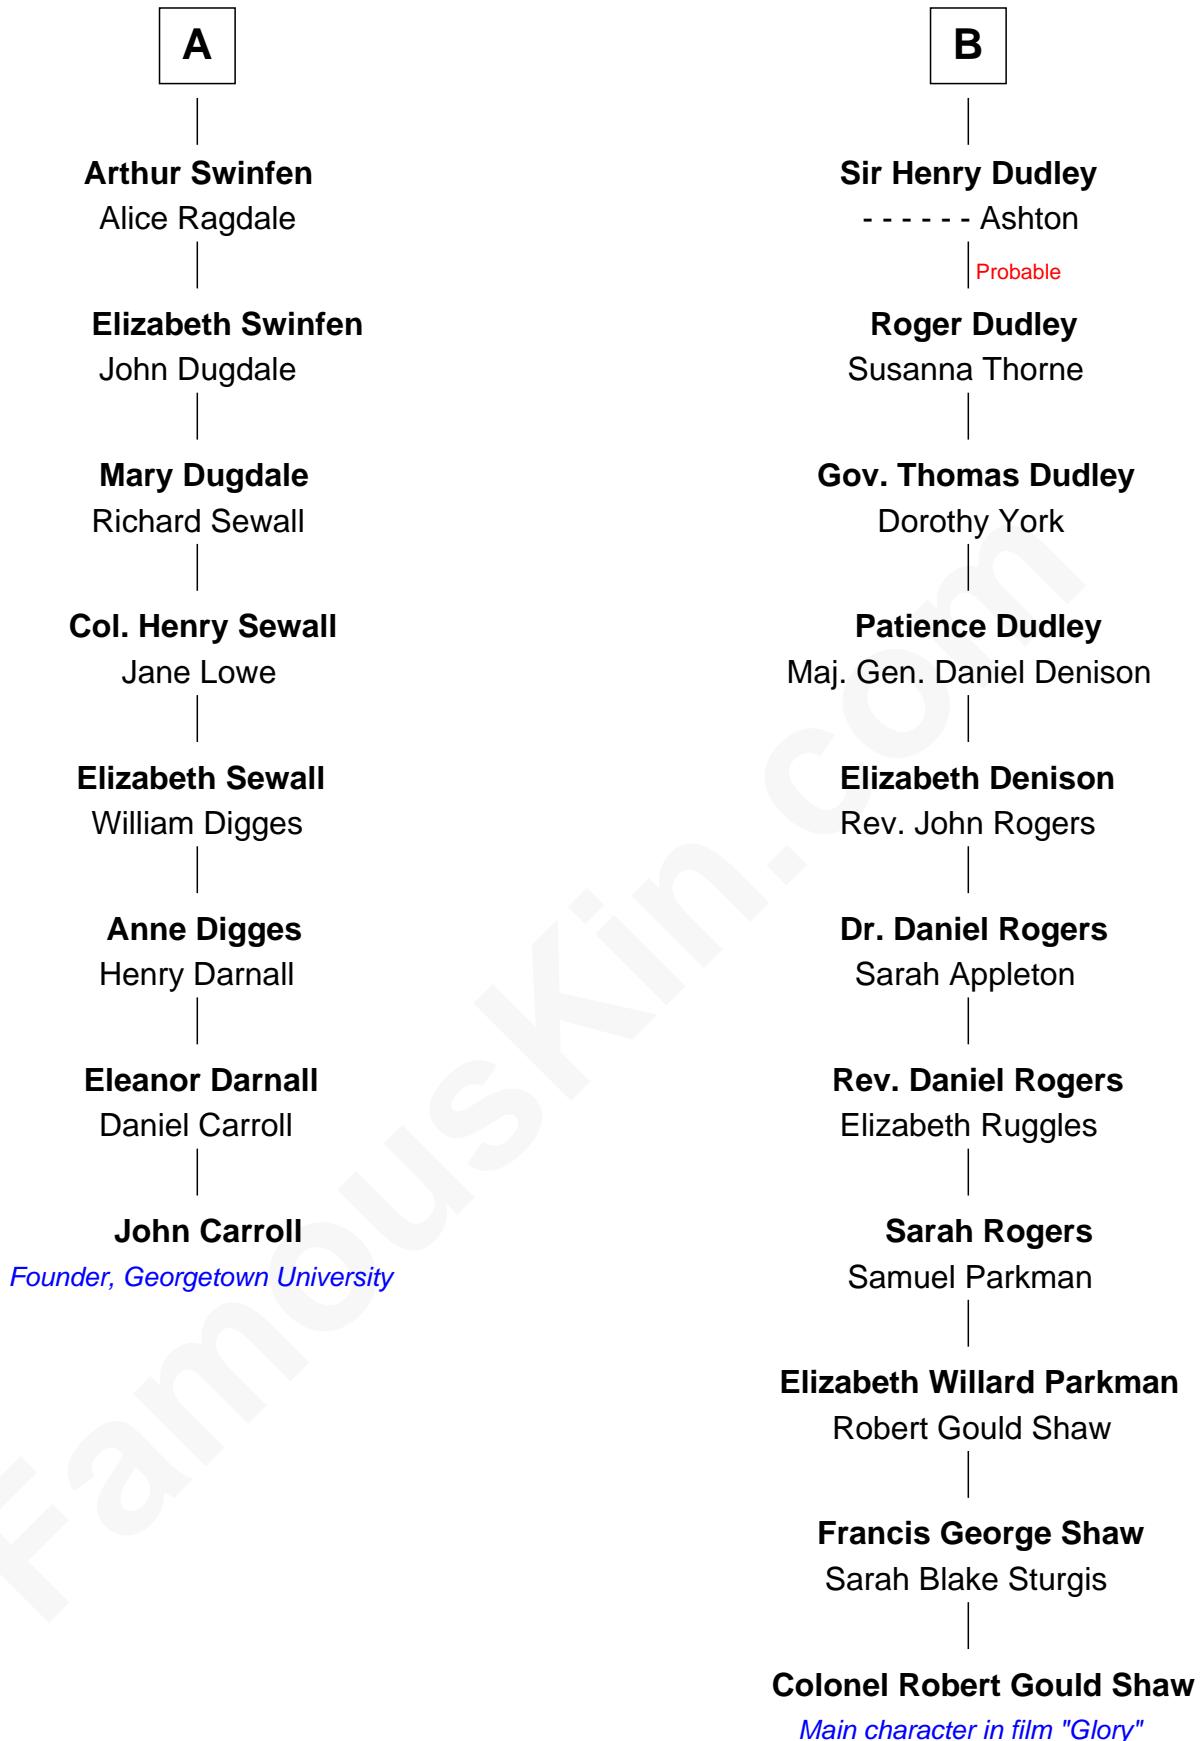 A
Arthur Swinfen
Alice Ragdale
Elizabeth Swinfen
John Dugdale
Mary Dugdale
Richard Sewall
Col. Henry Sewall
Jane Lowe
Elizabeth Sewall
William Digges
Anne Digges
Henry Darnall
Eleanor Darnall
Daniel Carroll
John Carroll
Founder, Georgetown University
B
Sir Henry Dudley
- - - - - - Ashton
Probable
Roger Dudley
Susanna Thorne
Gov. Thomas Dudley
Dorothy York
Patience Dudley
Maj. Gen. Daniel Denison
Elizabeth Denison
Rev. John Rogers
Dr. Daniel Rogers
Sarah Appleton
Rev. Daniel Rogers
Elizabeth Ruggles
Sarah Rogers
Samuel Parkman
Elizabeth Willard Parkman
Robert Gould Shaw
Francis George Shaw
Sarah Blake Sturgis
Colonel Robert Gould Shaw
Main character in film "Glory"
FamousKin.com